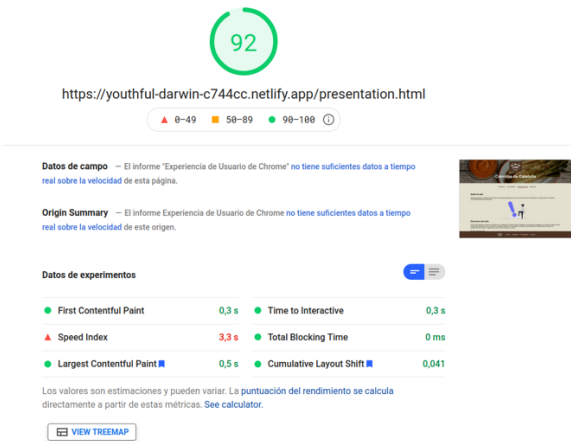 92
https://youthful-darwin-c744cc.netlify.app/presentation.html
0–49 50–89 90–100
Datos de campo — El informe "Experiencia de Usuario de Chrome" no tiene suficientes datos a tiempo
real sobre la velocidad de esta página.
Origin Summary — El informe Experiencia de Usuario de Chrome no tiene suficientes datos a tiempo
real sobre la velocidad de este origen.
Datos de experimentos
First Contentful Paint 0,3 s Time to Interactive 0,3 s
Speed Index 3,3 s Total Blocking Time 0 ms
Largest Contentful Paint 0,5 s Cumulative Layout Shift 0,041
Los valores son estimaciones y pueden variar. La puntuación del rendimiento se calcula
directamente a partir de estas métricas. See calculator.
VIEW TREEMAP